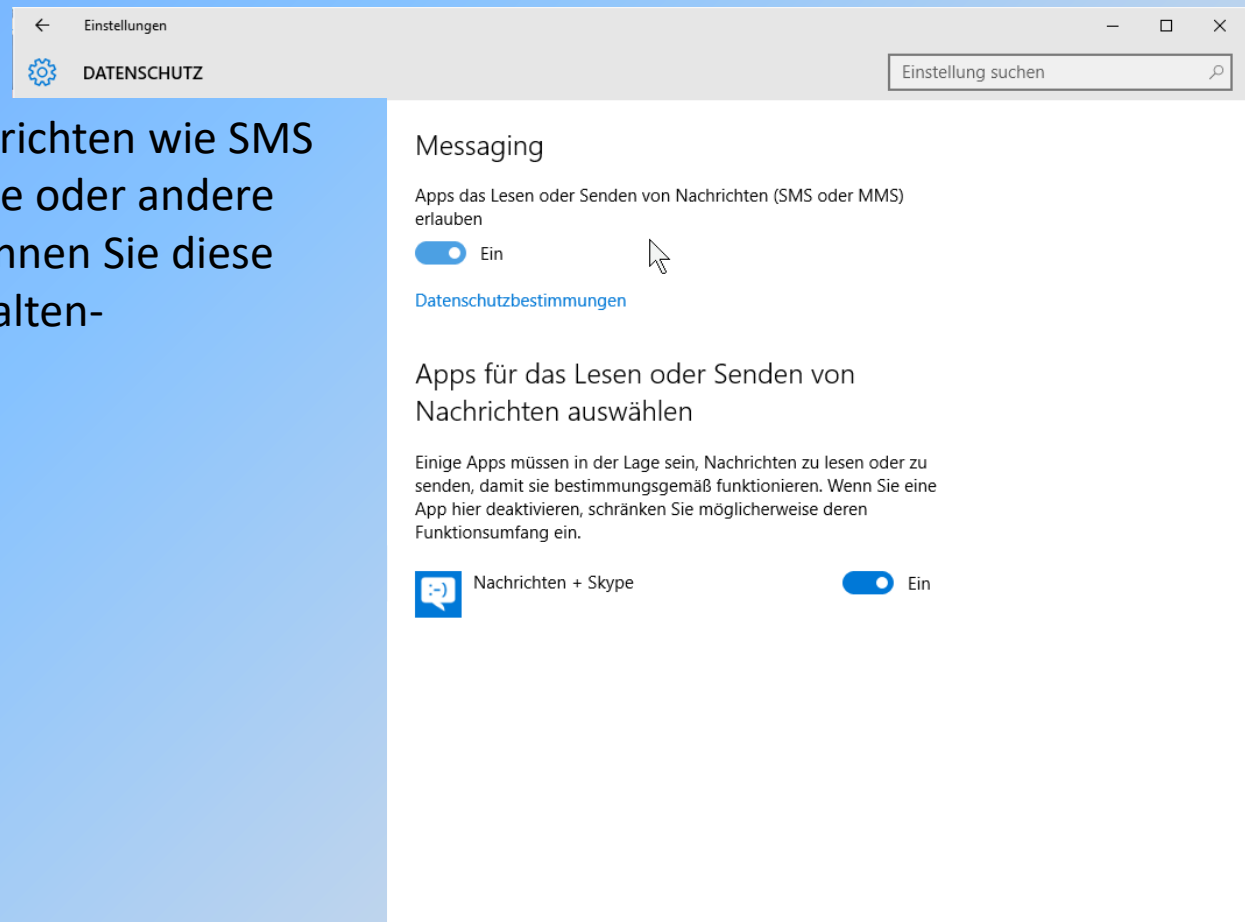 Einstellungen
DATENSCHUTZ
Einstellung suchen
richten wie SMS
e oder andere
nnen Sie diese
alten-
Messaging
Apps das Lesen oder Senden von Nachrichten (SMS oder MMS)
erlauben
Ein
Datenschutzbestimmungen
Apps für das Lesen oder Senden von
Nachrichten auswählen
Einige Apps müssen in der Lage sein, Nachrichten zu lesen oder zu
senden, damit sie bestimmungsgemäß funktionieren. Wenn Sie eine
App hier deaktivieren, schränken Sie möglicherweise deren
Funktionsumfang ein.
:-)
Nachrichten + Skype
Ein